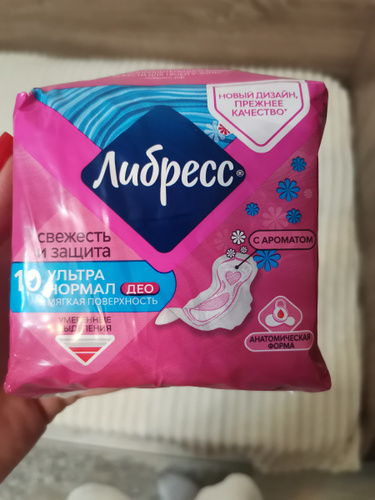 НОВЫЙ ДИЗАЙН,
ПРЕЖНЕЕ
КАЧЕСТВО*
Либресс®
СВЕЖЕСТЬ
И ЗАЩИТА
С АРОМАТОМ
10 УЛЬТРА
НОРМАЛ ДЕО
МЯГКАЯ ПОВЕРХНОСТЬ
АНАТОМИЧЕСКАЯ
ФОРМА